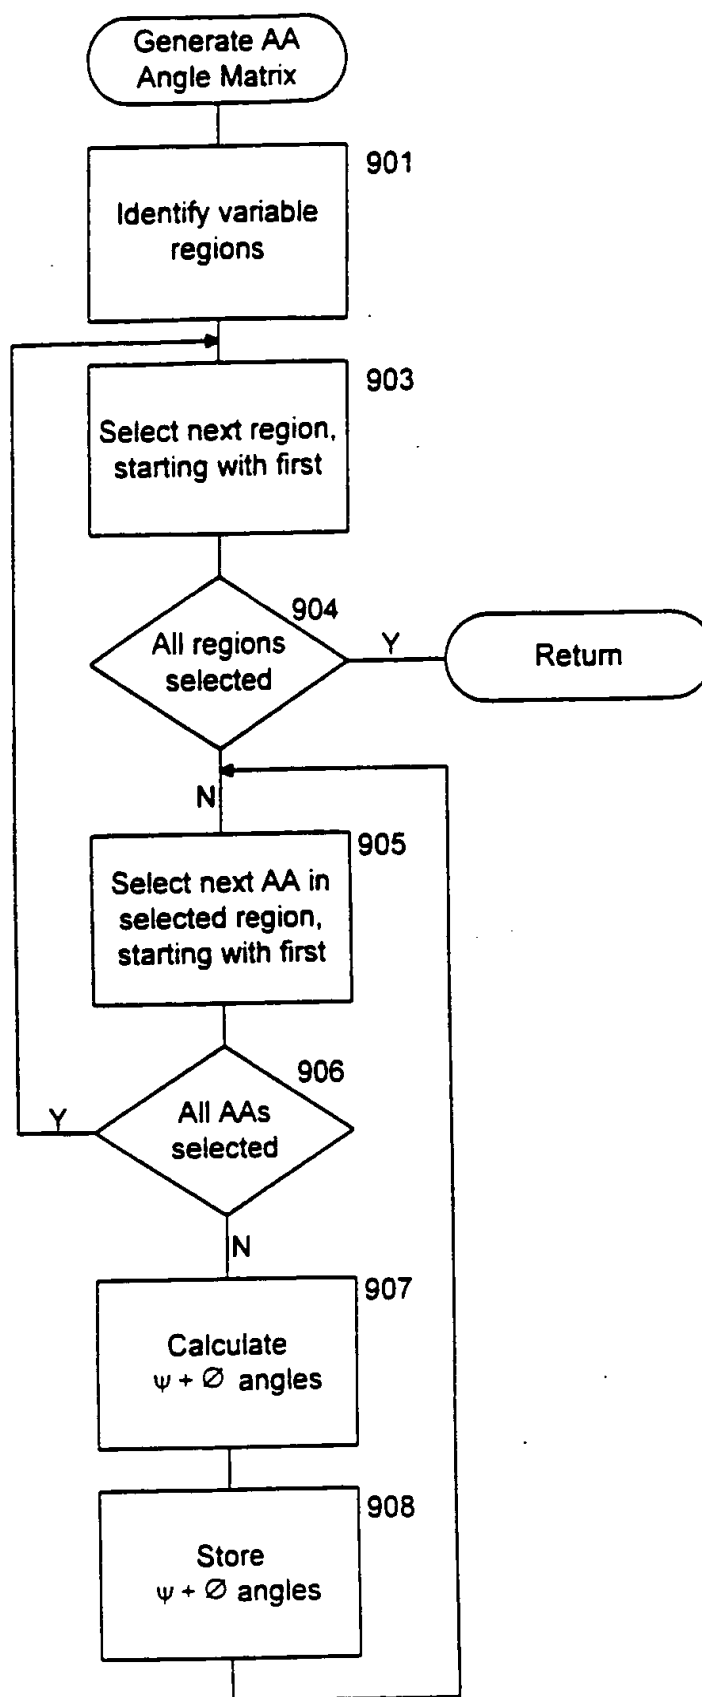 Generate AA
Angle Matrix
901
Identify variable
regions
903
Select next region,
starting with first
904
All regions
selected
Y
Return
N
905
Select next AA in
selected region,
starting with first
906
All AAs
selected
Y
N
907
Calculate
ψ + ∅ angles
908
Store
ψ + ∅ angles